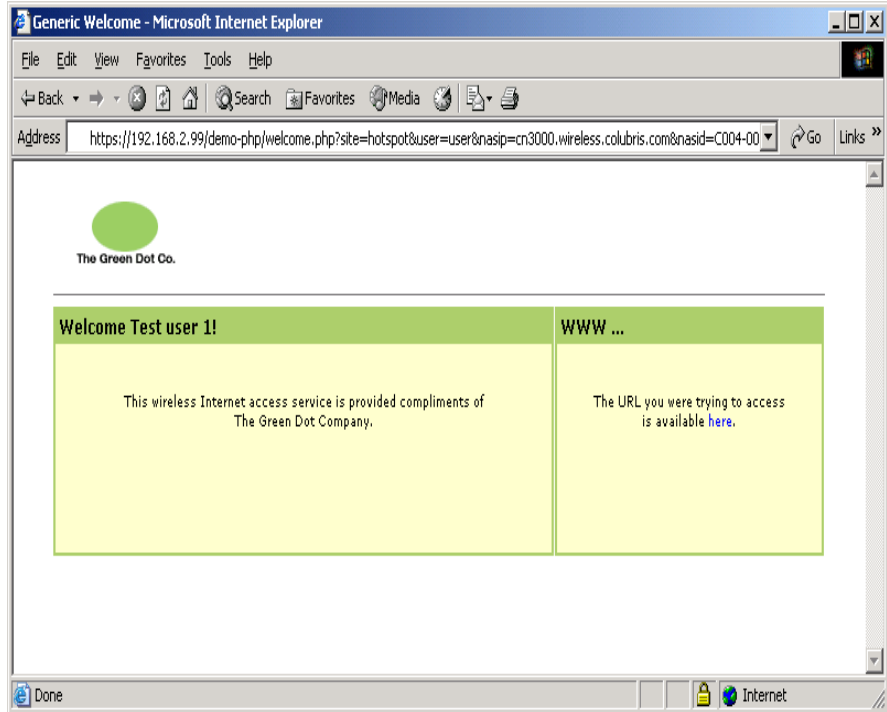 Generic Welcome - Microsoft Internet Explorer
File Edit View Favorites Tools Help
Back Search Favorites Media
Address https://192.168.2.99/demo-php/welcome.php?site=hotspot&user=user&nasip=cn3000.wireless.colubris.com&nasid=C004-00 Go Links »
The Green Dot Co.
Welcome Test user 1!
This wireless Internet access service is provided compliments of
The Green Dot Company.
WWW ...
The URL you were trying to access
is available here.
Done Internet